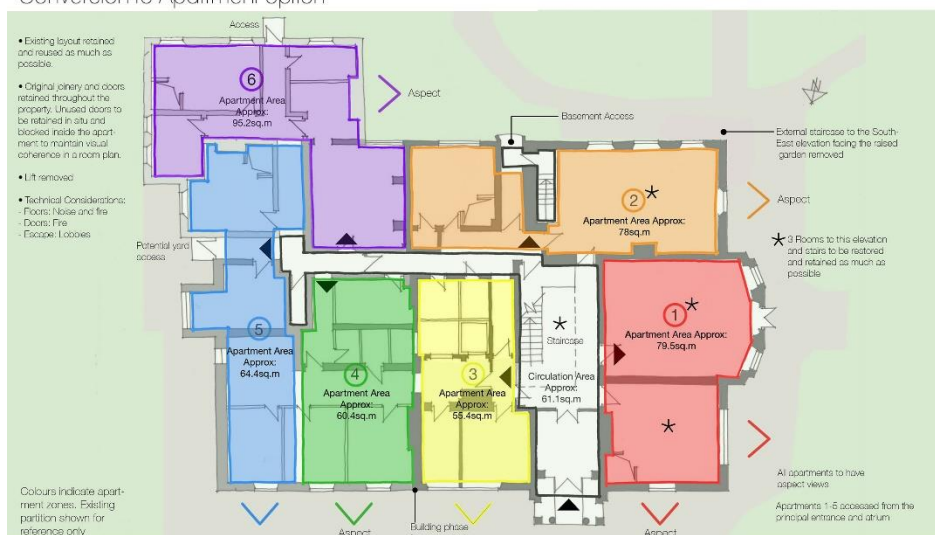 Conversion to Apartment option
• Existing layout retained
and reused as much as
possible.
• Original joinery and doors
retained throughout the
property. Unused doors to
be retained in situ and
blocked inside the apart-
ment to maintain visual
coherence in a room plan.
• Lift removed
• Technical Considerations:
- Floors: Noise and fire
- Doors: Fire
- Escape: Lobbies
Potential yard
access
Colours indicate apart-
ment zones. Existing
partition shown for
reference only
Access
6
Apartment Area
Approx:
95.2sq.m
Aspect
Basement Access
N
External staircase to the South-
East elevation facing the raised
garden removed
2
Apartment Area Approx:
78sq.m
Aspect
3 Rooms to this elevation
and stairs to be restored
and retained as much as
possible
1
Apartment Area Approx:
79.5sq.m
Staircase
Circulation Area
Approx:
61.1sq.m
3
Apartment Area
Approx:
55.4sq.m
4
Apartment Area
Approx:
60.4sq.m
5
Apartment Area
Approx:
64.4sq.m
All apartments to have
aspect views
Apartments 1-5 accessed from the
principal entrance and atrium
Aspect
Building phase
Aspect